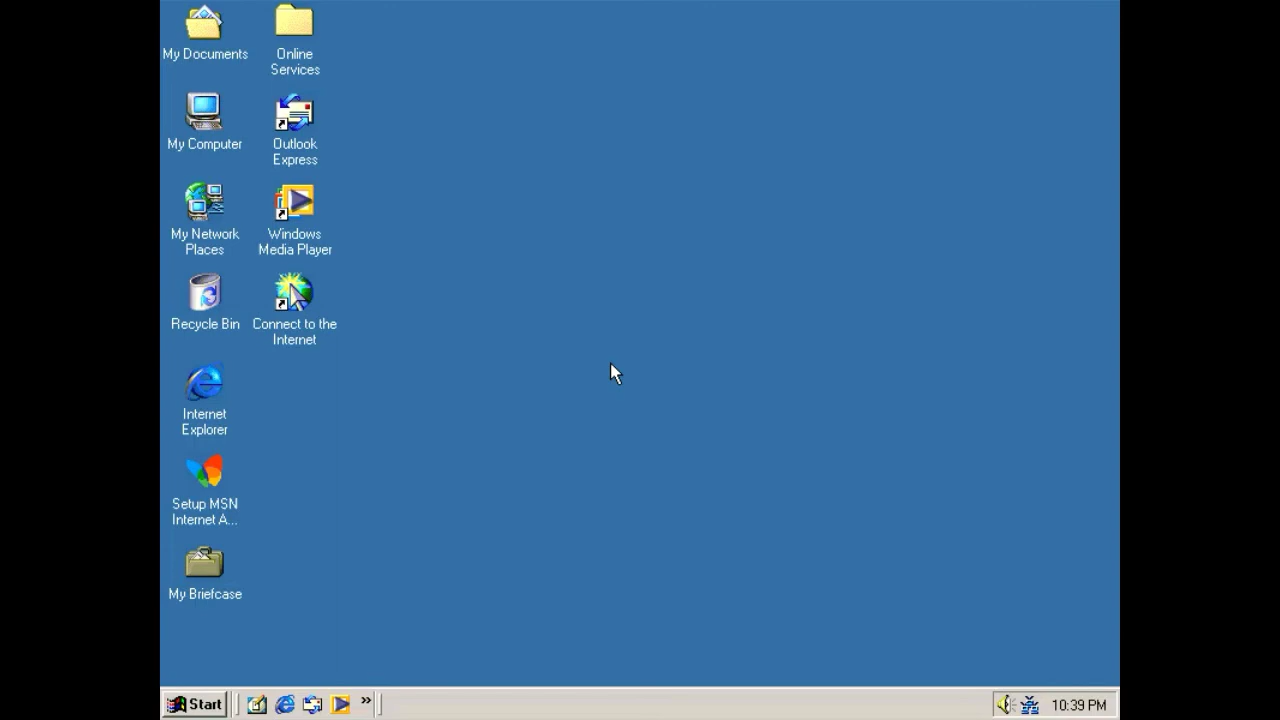 My Documents
Online
Services
My Computer
Outlook
Express
My Network
Places
Windows
Media Player
Recycle Bin
Connect to the
Internet
Internet
Explorer
Setup MSN
Internet A...
My Briefcase
Start
»
10:39 PM